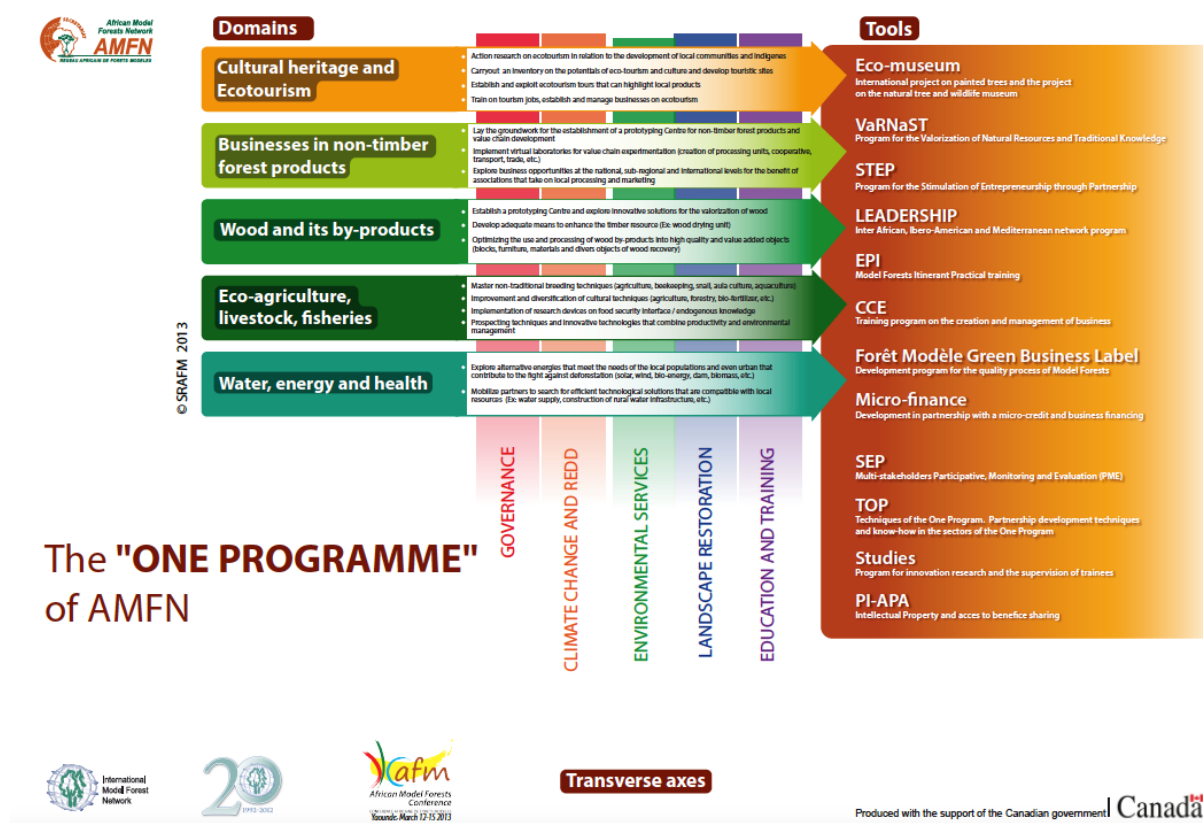 African Model
Forests Network
AMFN
RESEAU AFRICAIN DE FORETS MODELES
SECRETARIAT
Domains
Tools
Cultural heritage and
Ecotourism
Action research on ecotourism in relation to the development of local communities and indigenes
Carryout an inventory on the potentials of eco-tourism and culture and develop touristic sites
Establish and exploit ecotourism tours that can highlight local products
Train on tourism jobs, establish and manage businesses on ecotourism
Businesses in non-timber
forest products
Lay the groundwork for the establishment of a prototyping Centre for non-timber forest products and
value chain development
Implement virtual laboratories for value chain experimentation (creation of processing units, cooperative,
transport, trade, etc.)
Explore business opportunities at the national, sub-regional and international levels for the benefit of
associations that take on local processing and marketing
Wood and its by-products
Establish a prototyping Centre and explore innovative solutions for the valorization of wood
Develop adequate means to enhance the timber resource (Ex: wood drying unit)
Optimizing the use and processing of wood by-products into high quality and value added objects
(blocks, furniture, materials and divers objects of wood recovery)
Eco-agriculture,
livestock, fisheries
Master non-traditional breeding techniques (agriculture, beekeeping, snail, aula culture, aquaculture)
Improvement and diversification of cultural techniques (agriculture, forestry, bio-fertilizer, etc.)
Implementation of research devices on food security interface / endogenous knowledge
Prospecting techniques and innovative technologies that combine productivity and environmental
management
Water, energy and health
Explore alternative energies that meet the needs of the local populations and even urban that
contribute to the fight against deforestation (solar, wind, bio-energy, dam, biomass, etc.)
Mobilize partners to search for efficient technological solutions that are compatible with local
resources (Ex: water supply, construction of rural water infrastructure, etc.)
© SRAFM 2013
GOVERNANCE
CLIMATE CHANGE AND REDD
ENVIRONMENTAL SERVICES
LANDSCAPE RESTORATION
EDUCATION AND TRAINING
Eco-museum
International project on painted trees and the project
on the natural tree and wildlife museum
VaRNaST
Program for the Valorization of Natural Resources and Traditional Knowledge
STEP
Program for the Stimulation of Entrepreneurship through Partnership
LEADERSHIP
Inter African, Ibero-American and Mediterranean network program
EPI
Model Forests Itinerant Practical training
CCE
Training program on the creation and management of business
Forêt Modèle Green Business Label
Development program for the quality process of Model Forests
Micro-finance
Development in partnership with a micro-credit and business financing
SEP
Multi-stakeholders Participative, Monitoring and Evaluation (PME)
TOP
Techniques of the One Program. Partnership development techniques
and know-how in the sectors of the One Program
Studies
Program for innovation research and the supervision of trainees
PI-APA
Intellectual Property and acces to benefice sharing
The "ONE PROGRAMME"
of AMFN
International
Model Forest
Network
20
1992-2012
afm
African Model Forests
Conference
Yaounde, March 12-15 2013
Transverse axes
Produced with the support of the Canadian government
Canada